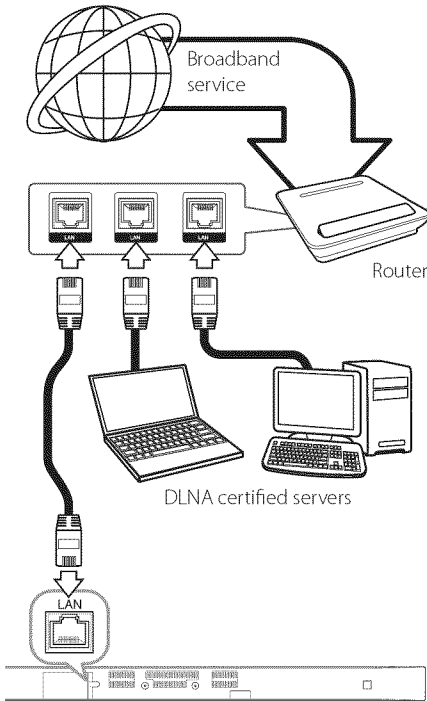 Broadband
service
LAN
LAN
LAN
Router
DLNA certified servers
LAN